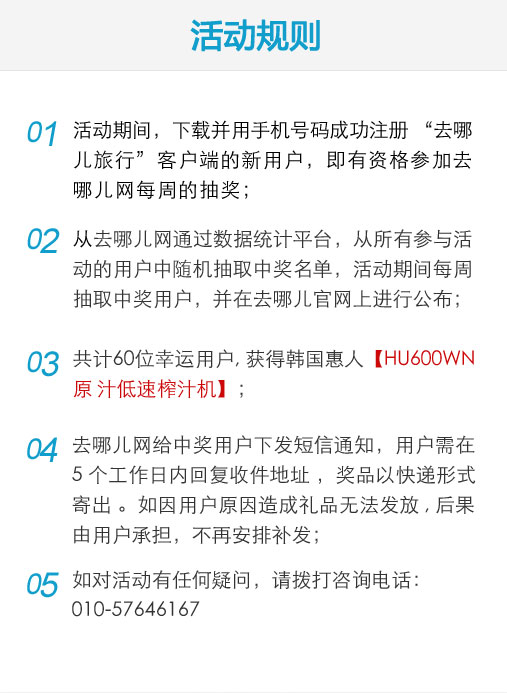 活动规则
01 活动期间，下载并用手机号码成功注册 “去哪
儿旅行”客户端的新用户，即有资格参加去
哪儿网每周的抽奖；
02 从去哪儿网通过数据统计平台，从所有参与活
动的用户中随机抽取中奖名单，活动期间每周
抽取中奖用户，并在去哪儿官网上进行公布；
03 共计60位幸运用户, 获得韩国惠人【HU600WN
原 汁低速榨汁机】；
04 去哪儿网给中奖用户下发短信通知，用户需在
5 个工作日内回复收件地址 ，奖品以快递形式
寄出 。如因用户原因造成礼品无法发放 , 后果
由用户承担，不再安排补发；
05 如对活动有任何疑问，请拨打咨询电话：
010-57646167